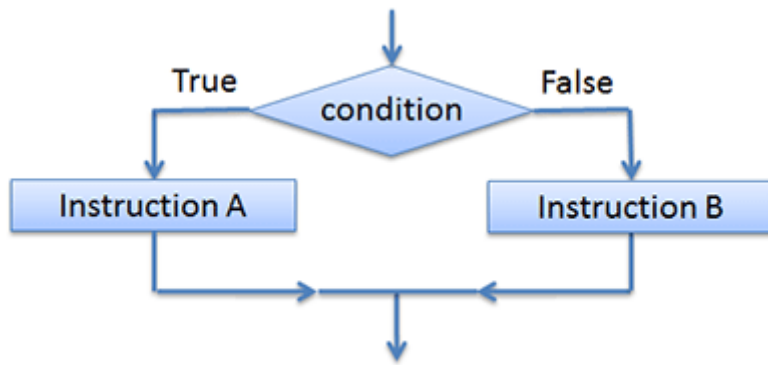 True
False
condition
Instruction A
Instruction B